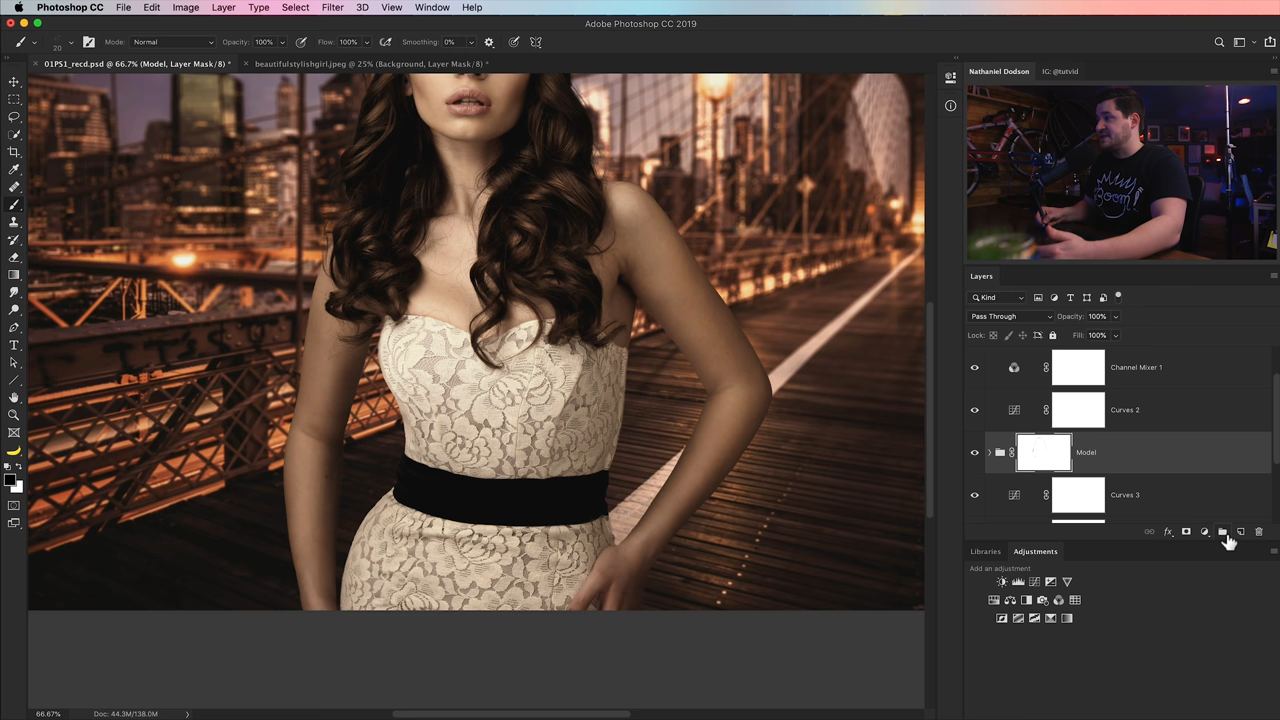 Photoshop CC File Edit Image Layer Type Select Filter 3D View Window Help
Adobe Photoshop CC 2019
20 Mode: Normal Opacity: 100% Flow: 100% Smoothing: 0%
01PS1_recd.psd @ 66.7% (Model, Layer Mask/8) *
beautifulstylishgirl.jpeg @ 25% (Background, Layer Mask/8) *
Nathaniel Dodson IG: @tutvid
Layers
Kind
Pass Through Opacity: 100%
Lock: Fill: 100%
Channel Mixer 1
Curves 2
Model
Curves 3
fx
Libraries Adjustments
Add an adjustment
66.67% Doc: 44.3M/138.0M